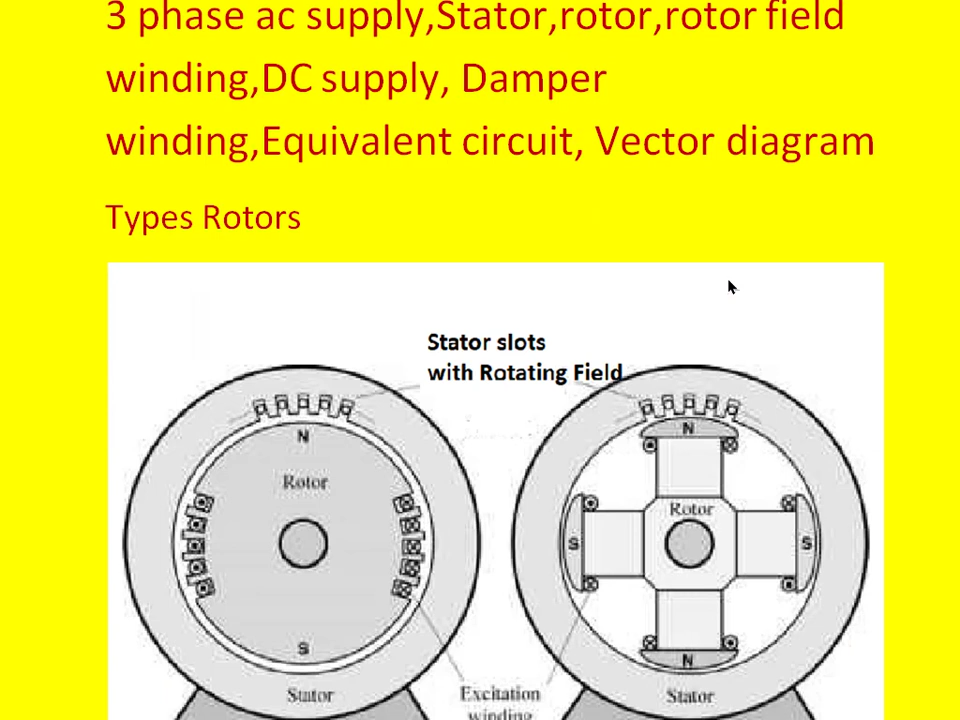 3 phase ac supply,Stator,rotor,rotor field
winding,DC supply, Damper
winding,Equivalent circuit, Vector diagram
Types Rotors
Stator slots
with Rotating Field
N
N
Rotor
Rotor
S
S
S
N
Stator
Excitation
winding
Stator